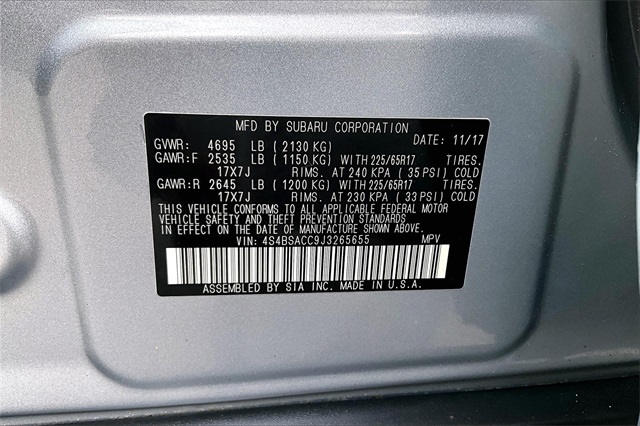 MFD BY SUBARU CORPORATION
GVWR: 4695 LB ( 2130 KG) DATE: 11/17
GAWR:F 2535 LB ( 1150 KG) WITH 225/65R17 TIRES.
17X7J RIMS. AT 240 KPA ( 35 PSI) COLD
GAWR:R 2645 LB ( 1200 KG) WITH 225/65R17 TIRES.
17X7J RIMS. AT 230 KPA ( 33 PSI) COLD
THIS VEHICLE CONFORMS TO ALL APPLICABLE FEDERAL MOTOR
VEHICLE SAFETY AND THEFT PREVENTION STANDARDS
IN EFFECT ON THE DATE OF MANUFACTURE SHOWN ABOVE.
VIN: 4S4BSACC9J3265655 MPV
ASSEMBLED BY SIA INC. MADE IN U.S.A.